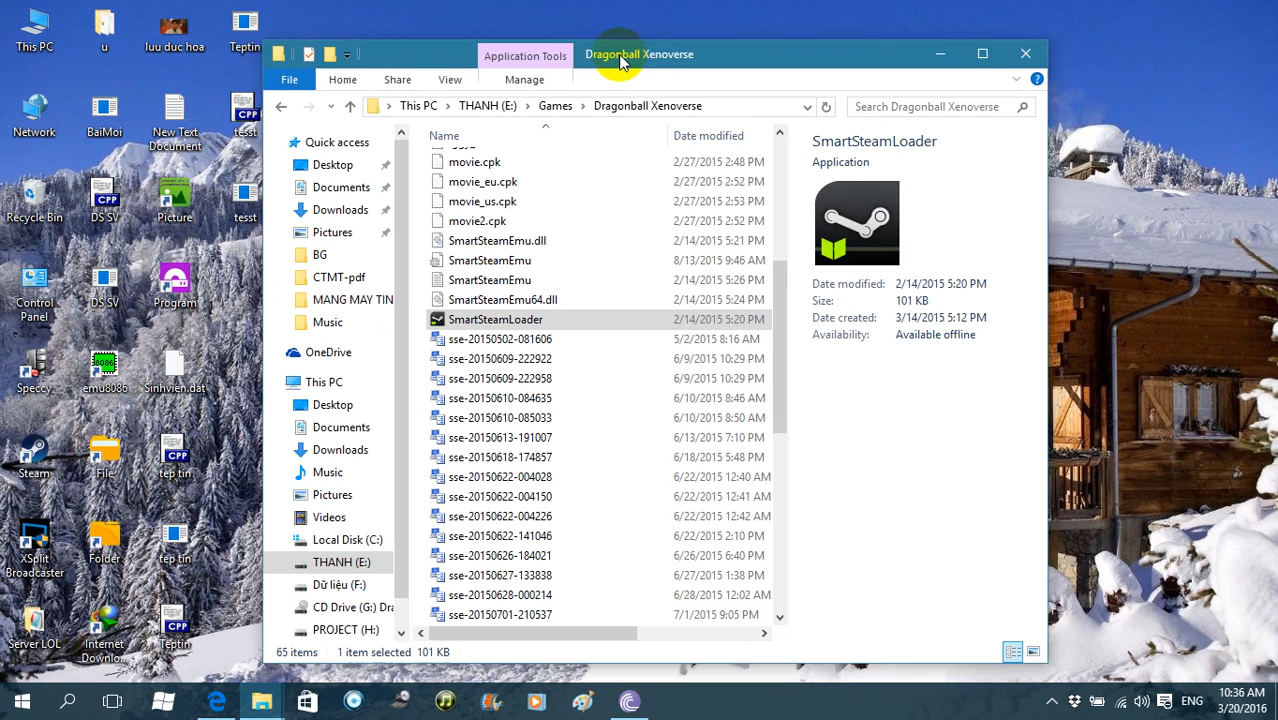 This PC
u
luu duc hoa
Teptin
Network
BaiMoi
New Text Document
tesst
Recycle Bin
DS SV
Picture
tesst
Control Panel
DS SV
Program
Speccy
emu8086
Sinhvien.dat
Steam
File
tep tin
XSplit Broadcaster
Folder
tep tin
Server LOL
Internet Downlo...
Teptin
Application Tools
Dragonball Xenoverse
File
Home
Share
View
Manage
This PC > THANH (E:) > Games > Dragonball Xenoverse
Search Dragonball Xenoverse
Quick access
Desktop
Documents
Downloads
Pictures
BG
CTMT-pdf
MANG MAY TIN
Music
OneDrive
This PC
Desktop
Documents
Downloads
Music
Pictures
Videos
Local Disk (C:)
THANH (E:)
Dữ liệu (F:)
CD Drive (G:) Dra
PROJECT (H:)
Name Date modified
movie.cpk 2/27/2015 2:48 PM
movie_eu.cpk 2/27/2015 2:52 PM
movie_us.cpk 2/27/2015 2:53 PM
movie2.cpk 2/27/2015 2:52 PM
SmartSteamEmu.dll 2/14/2015 5:21 PM
SmartSteamEmu 8/13/2015 9:46 AM
SmartSteamEmu 2/14/2015 5:26 PM
SmartSteamEmu64.dll 2/14/2015 5:24 PM
SmartSteamLoader 2/14/2015 5:20 PM
sse-20150502-081606 5/2/2015 8:16 AM
sse-20150609-222922 6/9/2015 10:29 PM
sse-20150609-222958 6/9/2015 10:29 PM
sse-20150610-084635 6/10/2015 8:46 AM
sse-20150610-085033 6/10/2015 8:50 AM
sse-20150613-191007 6/13/2015 7:10 PM
sse-20150618-174857 6/18/2015 5:48 PM
sse-20150622-004028 6/22/2015 12:40 AM
sse-20150622-004150 6/22/2015 12:41 AM
sse-20150622-004226 6/22/2015 12:42 AM
sse-20150622-141046 6/22/2015 2:10 PM
sse-20150626-184021 6/26/2015 6:40 PM
sse-20150627-133838 6/27/2015 1:38 PM
sse-20150628-000214 6/28/2015 12:02 AM
sse-20150701-210537 7/1/2015 9:05 PM
SmartSteamLoader
Application
Date modified: 2/14/2015 5:20 PM
Size: 101 KB
Date created: 3/14/2015 5:12 PM
Availability: Available offline
65 items 1 item selected 101 KB
ENG
10:36 AM
3/20/2016